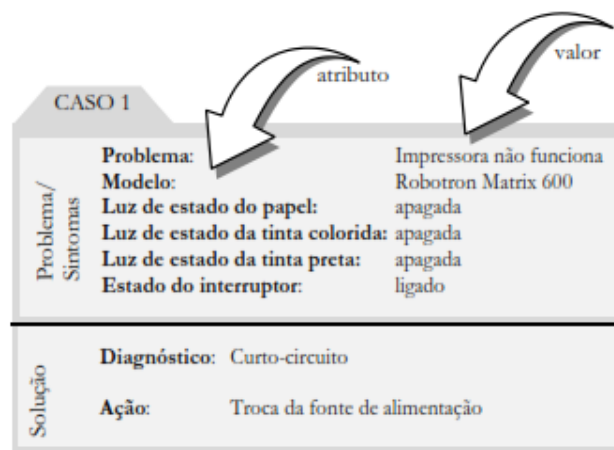 atributo
valor
CASO 1
Problema/
Sintomas
Problema: Impressora não funciona
Modelo: Robotron Matrix 600
Luz de estado do papel: apagada
Luz de estado da tinta colorida: apagada
Luz de estado da tinta preta: apagada
Estado do interruptor: ligado
Solução
Diagnóstico: Curto-circuito
Ação: Troca da fonte de alimentação